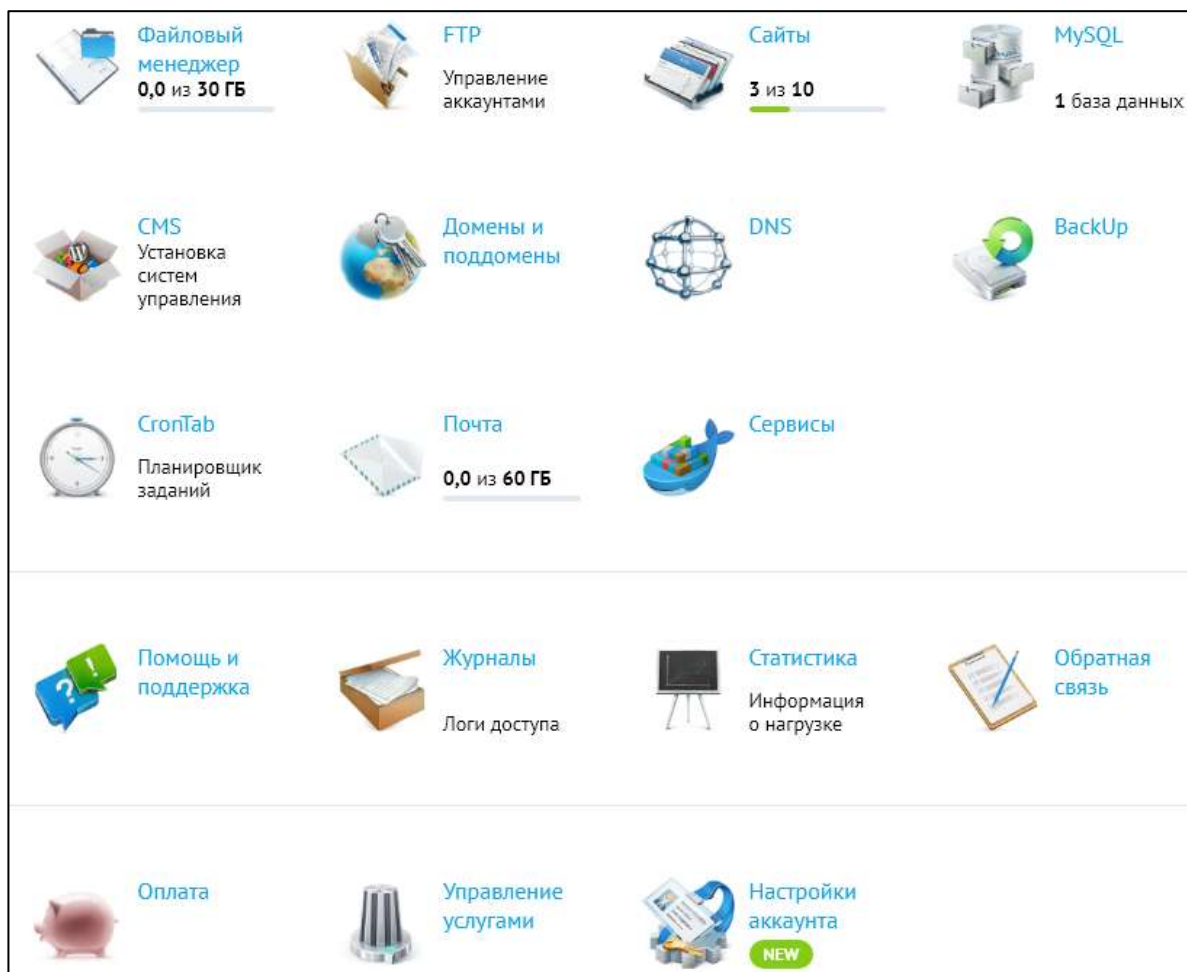 Файловый
менеджер
0,0 из 30 ГБ
FTP
Управление
аккаунтами
Сайты
3 из 10
MySQL
1 база данных
CMS
Установка
систем
управления
Домены и
поддомены
DNS
BackUp
CronTab
Планировщик
заданий
Почта
0,0 из 60 ГБ
Сервисы
Помощь и
поддержка
Журналы
Логи доступа
Статистика
Информация
о нагрузке
Обратная
связь
Оплата
Управление
услугами
Настройки
аккаунта
NEW